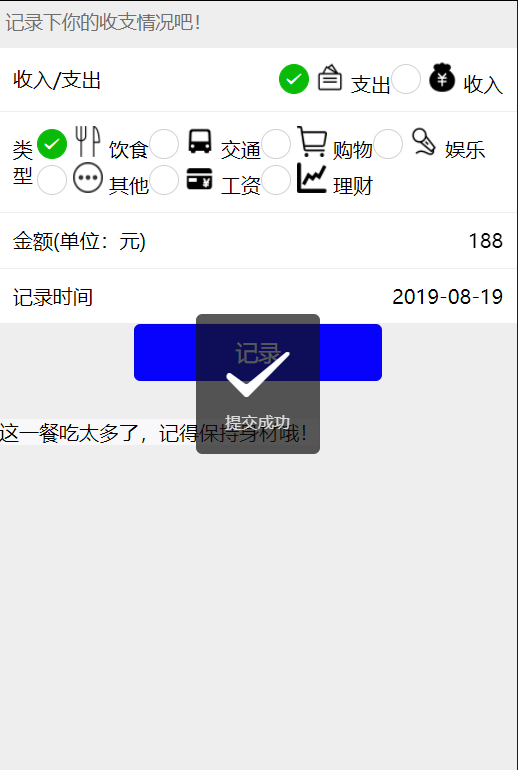 记录下你的收支情况吧！
收入/支出 支出 收入
类型 饮食 交通 购物 娱乐
其他 工资 理财
金额(单位：元) 188
记录时间 2019-08-19
记录
提交成功
这一餐吃太多了，记得保持身材哦！